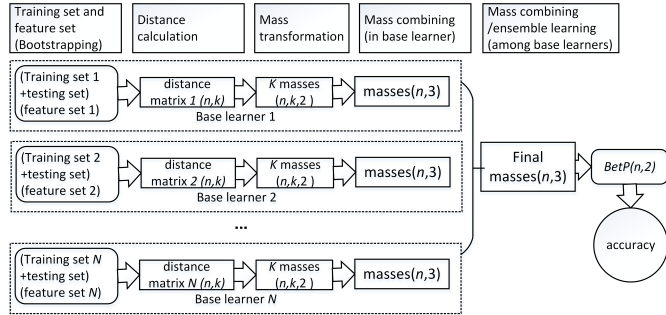 Training set and
feature set
(Bootstrapping)
Distance
calculation
Mass
transformation
Mass combining
(in base learner)
Mass combining
/ensemble learning
(among base learners)
(Training set 1
+testing set)
(feature set 1)
distance
matrix 1 (n,k)
K masses
(n,k,2 )
masses(n,3)
Base learner 1
(Training set 2
+testing set)
(feature set 2)
distance
matrix 2 (n,k)
K masses
(n,k,2 )
masses(n,3)
Base learner 2
...
(Training set N
+testing set)
(feature set N)
distance
matrix N (n,k)
K masses
(n,k,2 )
masses(n,3)
Base learner N
Final
masses(n,3)
BetP(n,2)
accuracy